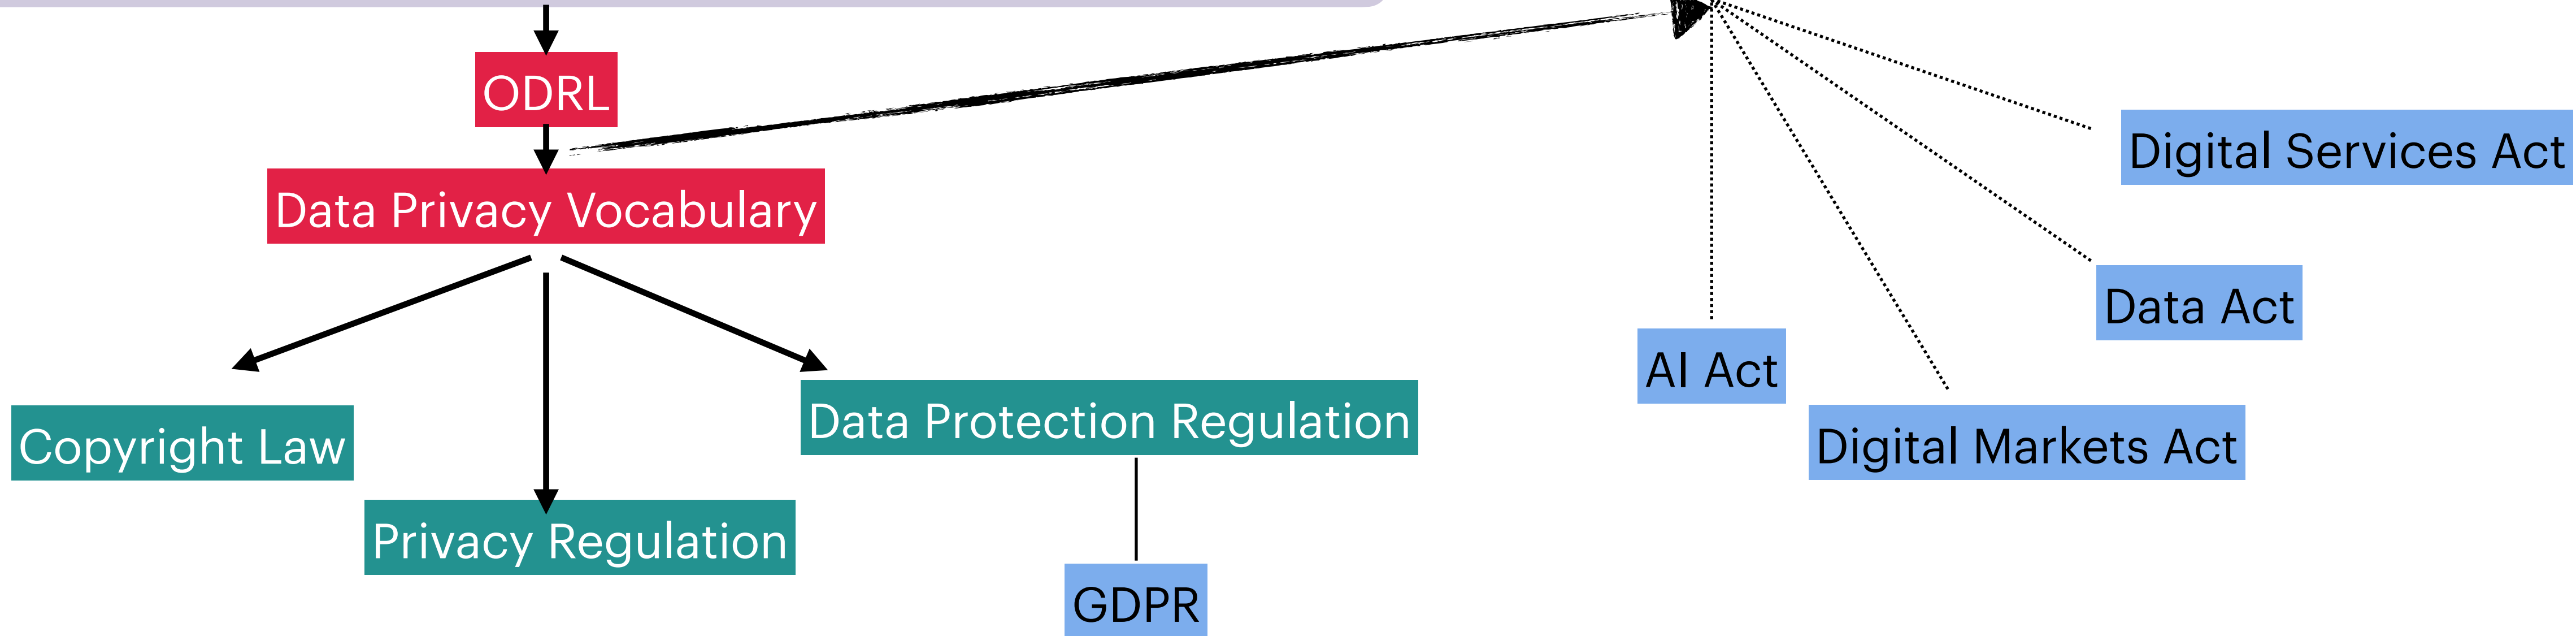 ODRL
Data Privacy Vocabulary
Copyright Law
Privacy Regulation
Data Protection Regulation
GDPR
AI Act
Digital Markets Act
Data Act
Digital Services Act